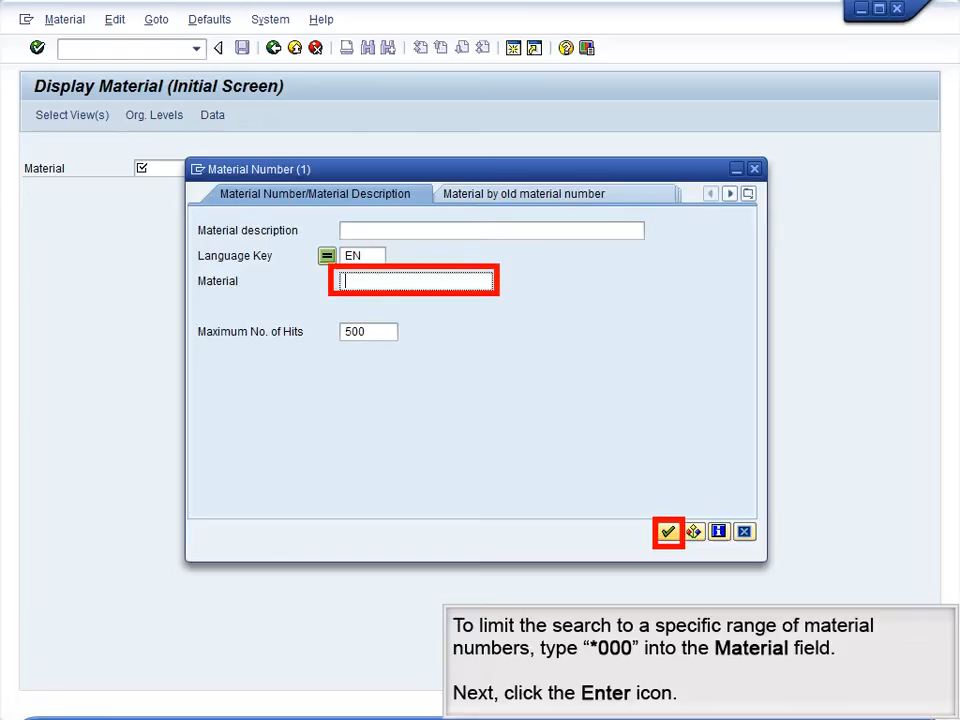 Material Edit Goto Defaults System Help
Display Material (Initial Screen)
Select View(s) Org. Levels Data
Material
Material Number (1)
Material Number/Material Description Material by old material number
Material description
Language Key = EN
Material
Maximum No. of Hits 500
To limit the search to a specific range of material
numbers, type “*000” into the Material field.
Next, click the Enter icon.